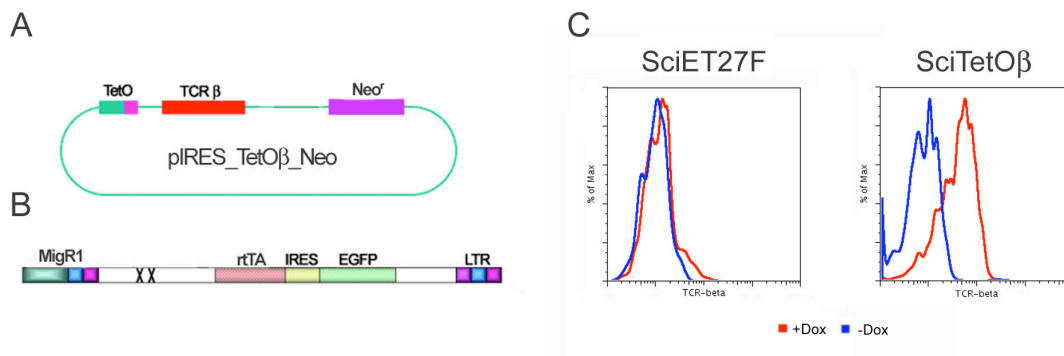 A
TetO
TCR β
Neoʳ
pIRES_TetOβ_Neo
B
MigR1
X X
rtTA
IRES
EGFP
LTR
C
SciET27F
% of Max
TCR-beta
SciTetOβ
% of Max
TCR-beta
+Dox -Dox